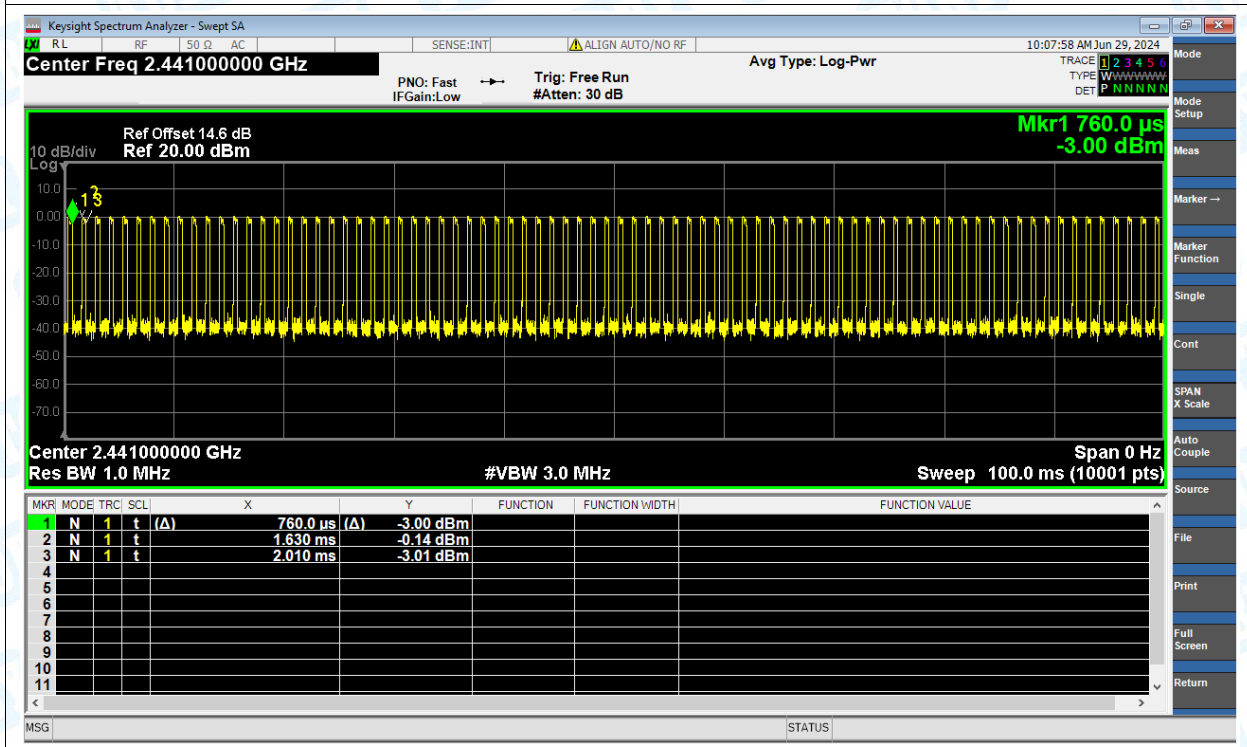 Keysight Spectrum Analyzer - Swept SA
LXI RL RF 50 Ω AC SENSE:INT ALIGN AUTO/NO RF 10:07:58 AM Jun 29, 2024
Center Freq 2.441000000 GHz Avg Type: Log-Pwr TRACE 1 2 3 4 5 6
PNO: Fast Trig: Free Run TYPE WWWWWW
IFGain:Low #Atten: 30 dB DET P N N N N N
Mkr1 760.0 µs
Ref Offset 14.6 dB
10 dB/div Ref 20.00 dBm -3.00 dBm
Log
10.0
0.00
-10.0
-20.0
-30.0
-40.0
-50.0
-60.0
-70.0
1 2 3
Center 2.441000000 GHz Span 0 Hz
Res BW 1.0 MHz #VBW 3.0 MHz Sweep 100.0 ms (10001 pts)
MKR MODE TRC SCL X Y FUNCTION FUNCTION WIDTH FUNCTION VALUE
1 N 1 t (Δ) 760.0 µs (Δ) -3.00 dBm
2 N 1 t 1.630 ms -0.14 dBm
3 N 1 t 2.010 ms -3.01 dBm
4
5
6
7
8
9
10
11
MSG STATUS
Mode
Mode
Setup
Meas
Marker →
Marker
Function
Single
Cont
SPAN
X Scale
Auto
Couple
Source
File
Print
Full
Screen
Return